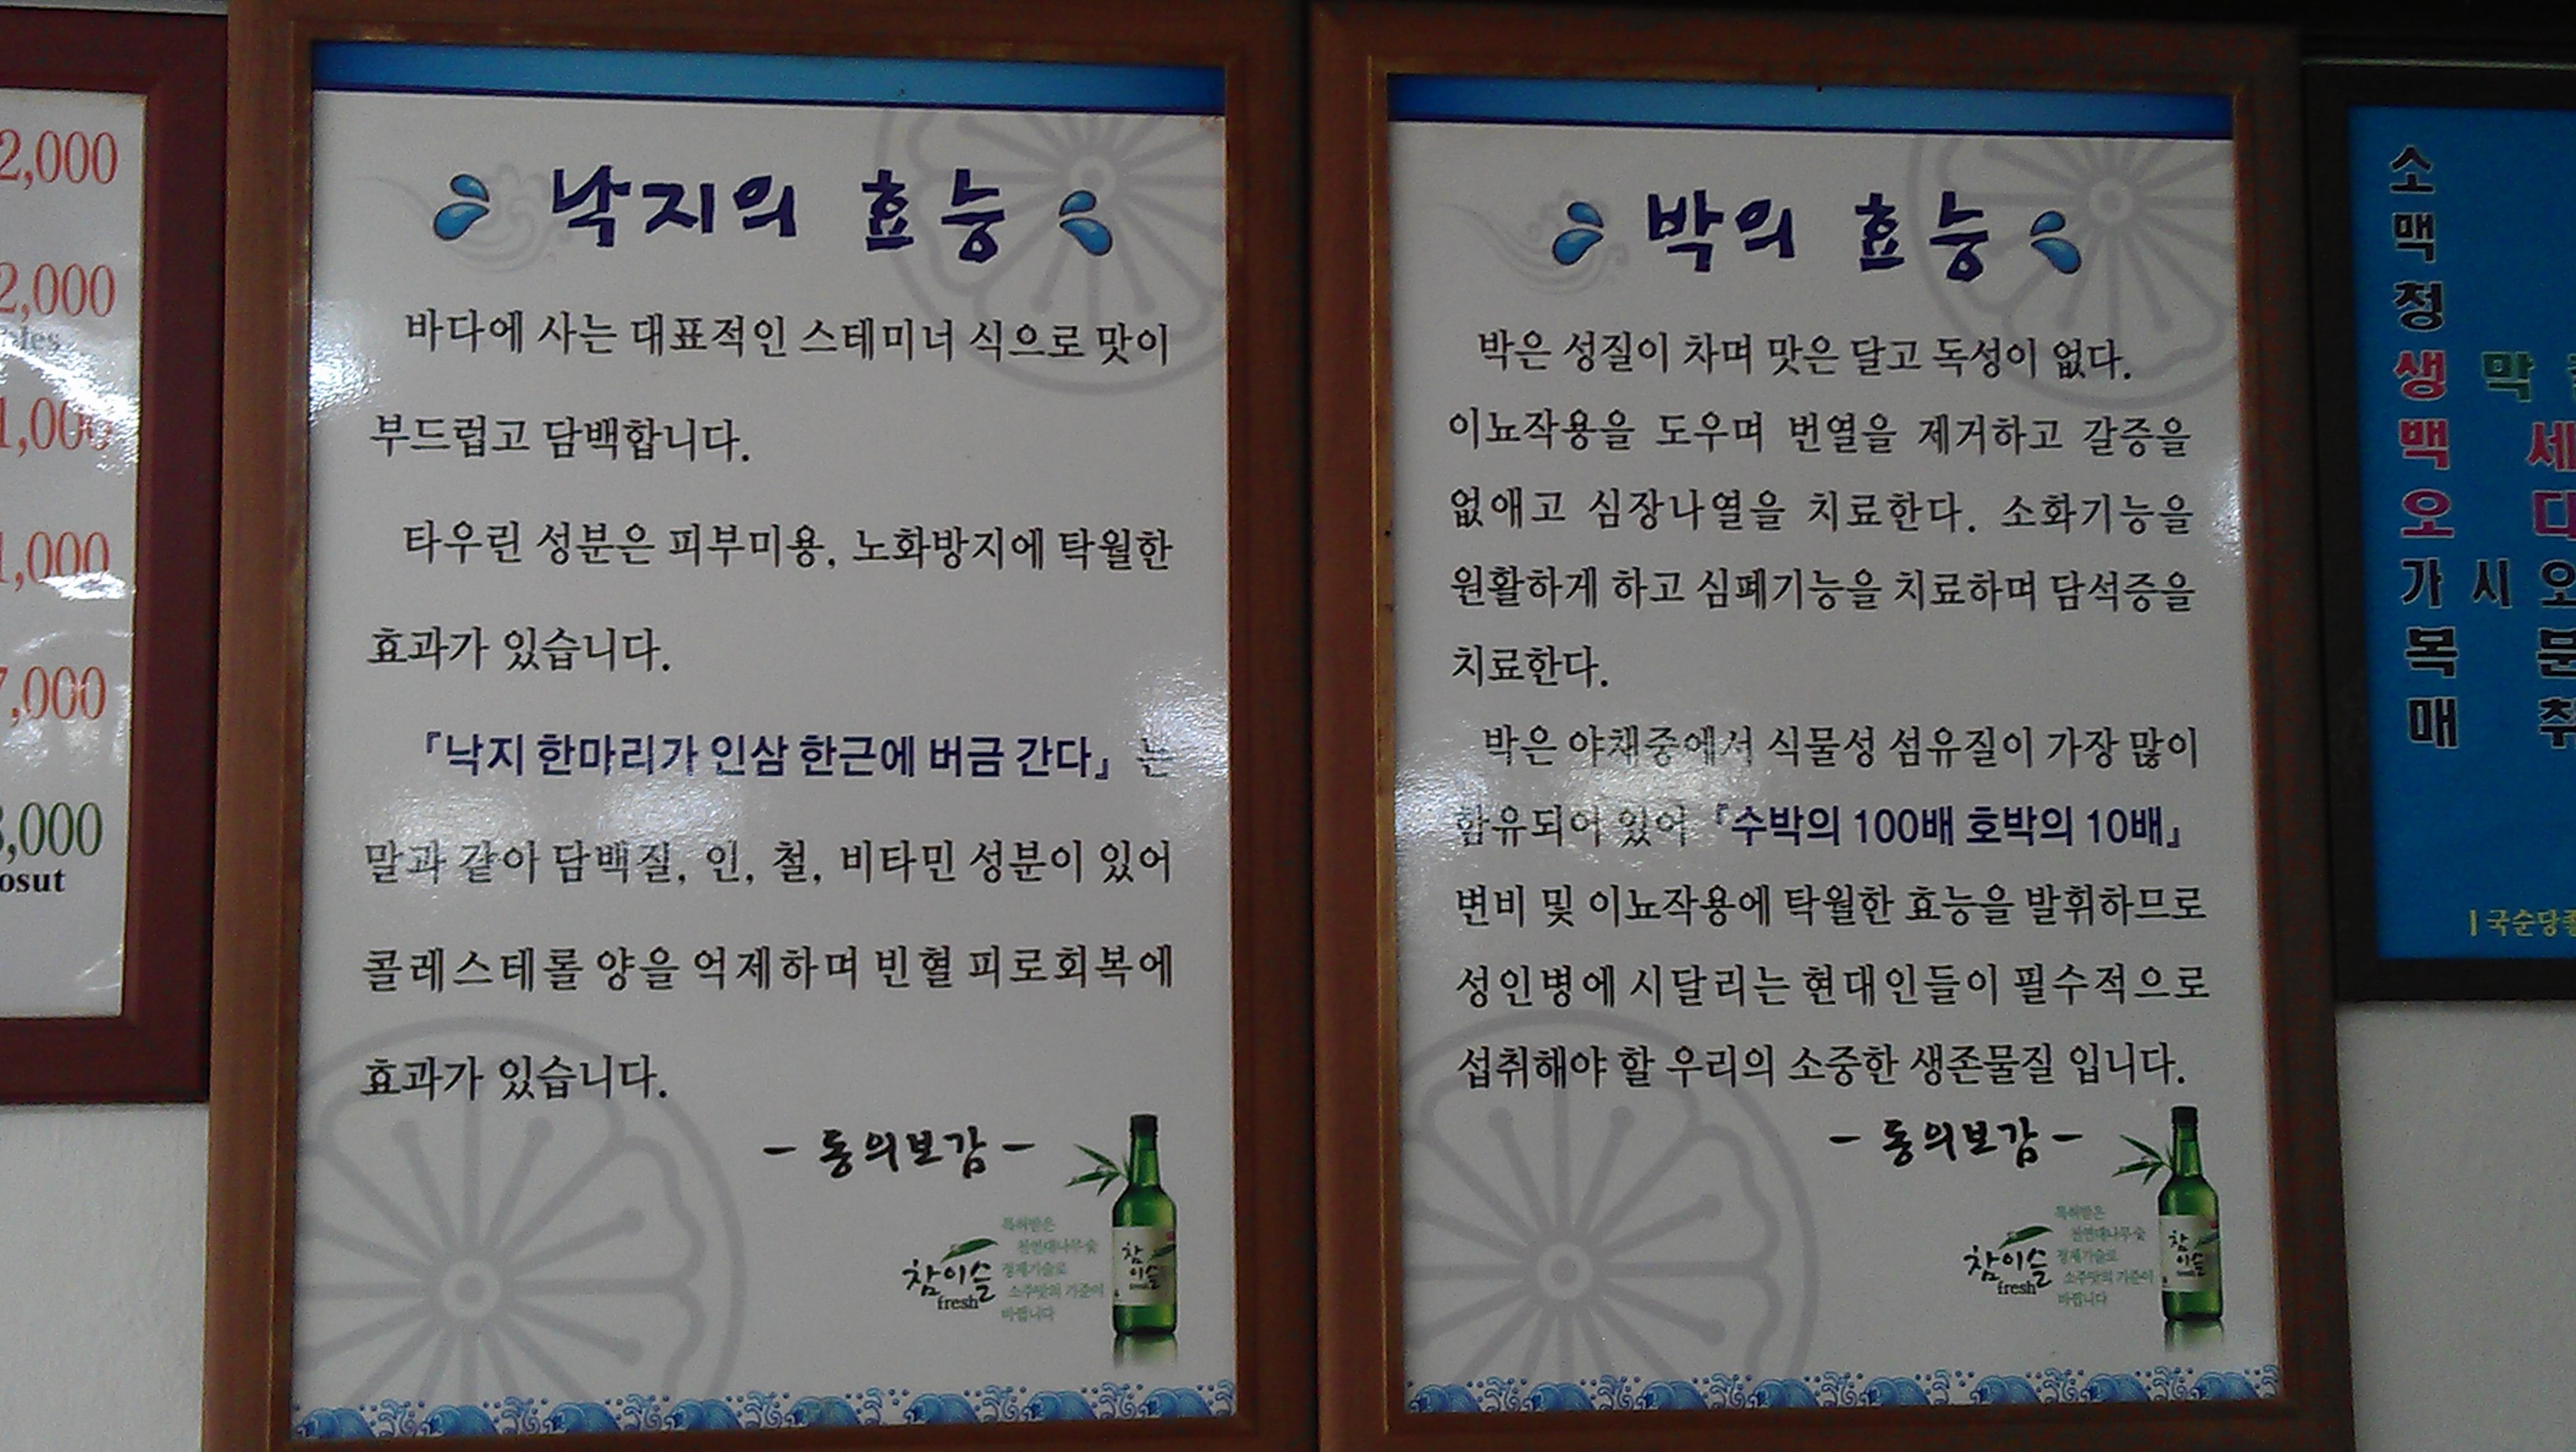 2,000
2,000
1,000
1,000
7,000
,000
osut
낙지의 효능
바다에 사는 대표적인 스테미너 식으로 맛이
부드럽고 담백합니다.
타우린 성분은 피부미용, 노화방지에 탁월한
효과가 있습니다.
『낙지 한마리가 인삼 한근에 버금 간다』는
말과 같아 담백질, 인, 철, 비타민 성분이 있어
콜레스테롤 양을 억제하며 빈혈 피로회복에
효과가 있습니다.
- 동의보감 -
특허받은
천연대나무숯
정제기술로
소주맛의 기준이
바뀝니다
참이슬
fresh
참이슬
박의 효능
박은 성질이 차며 맛은 달고 독성이 없다.
이뇨작용을 도우며 번열을 제거하고 갈증을
없애고 심장나열을 치료한다. 소화기능을
원활하게 하고 심폐기능을 치료하며 담석증을
치료한다.
박은 야채중에서 식물성 섬유질이 가장 많이
함유되어 있어 『수박의 100배 호박의 10배』
변비 및 이뇨작용에 탁월한 효능을 발휘하므로
성인병에 시달리는 현대인들이 필수적으로
섭취해야 할 우리의 소중한 생존물질 입니다.
- 동의보감 -
특허받은
천연대나무숯
정제기술로
소주맛의 기준이
바뀝니다
참이슬
fresh
참이슬
소
맥
청
생 막
백 세
오 디
가 시 오
복 분
매 취
국순당